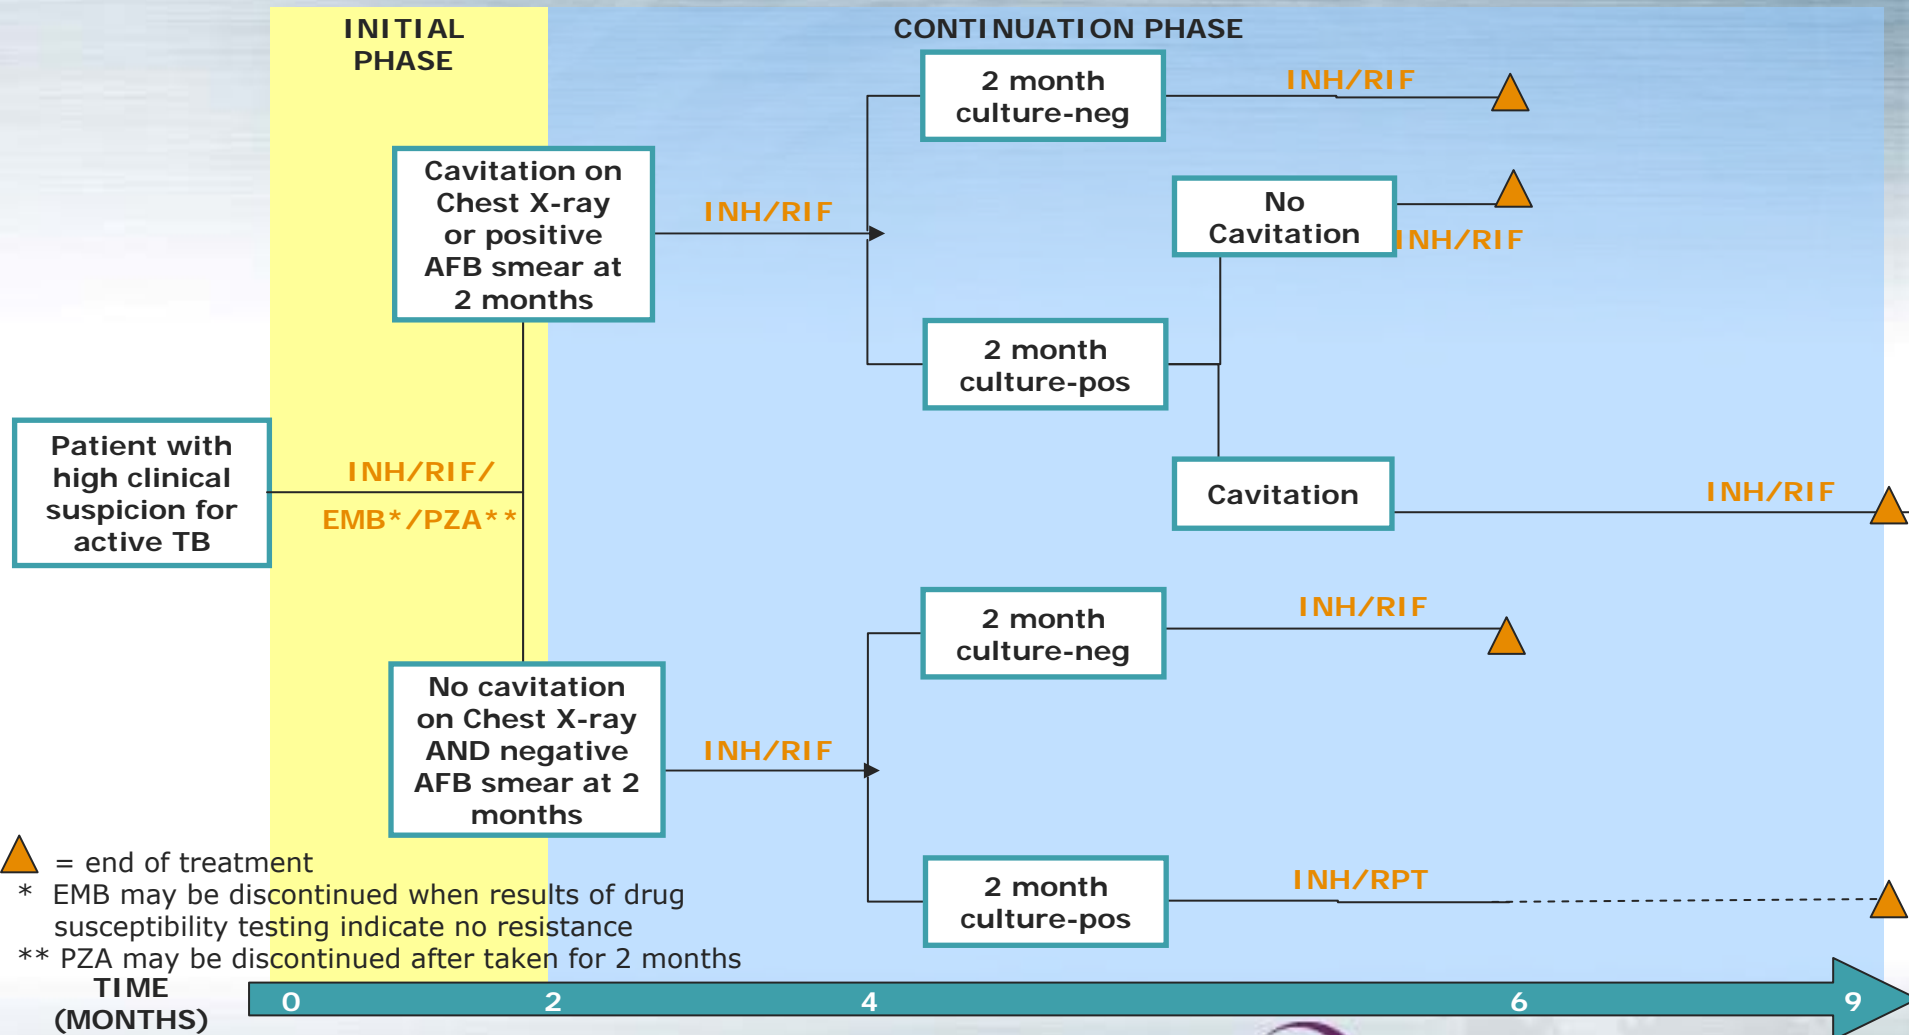 INITIAL
PHASE
CONTINUATION PHASE
2 month
culture-neg
INH/RIF
Cavitation on
Chest X-ray
or positive
AFB smear at
2 months
INH/RIF
No
Cavitation
INH/RIF
2 month
culture-pos
Patient with
high clinical
suspicion for
active TB
INH/RIF/
EMB*/PZA**
Cavitation
INH/RIF
2 month
culture-neg
INH/RIF
No cavitation
on Chest X-ray
AND negative
AFB smear at 2
months
INH/RIF
2 month
culture-pos
INH/RPT
= end of treatment
* EMB may be discontinued when results of drug
susceptibility testing indicate no resistance
** PZA may be discontinued after taken for 2 months
TIME
(MONTHS)
0 2 4 6 9